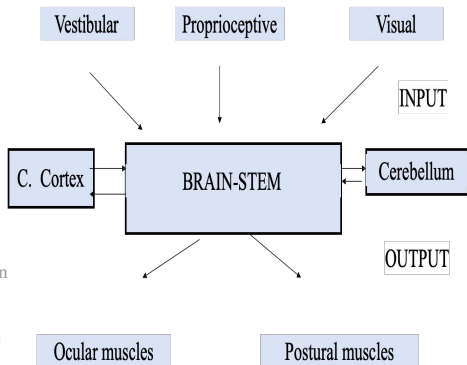 Vestibular Proprioceptive Visual
INPUT
C. Cortex BRAIN-STEM Cerebellum
OUTPUT
n
Ocular muscles Postural muscles